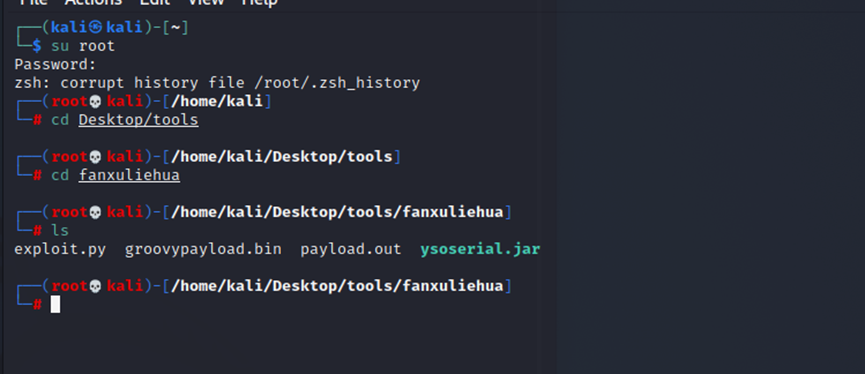 File Actions Edit View Help
┌──(kali㉿kali)-[~]
└─$ su root
Password:
zsh: corrupt history file /root/.zsh_history
┌──(root💀kali)-[/home/kali]
└─# cd Desktop/tools
┌──(root💀kali)-[/home/kali/Desktop/tools]
└─# cd fanxuliehua
┌──(root💀kali)-[/home/kali/Desktop/tools/fanxuliehua]
└─# ls
exploit.py groovypayload.bin payload.out ysoserial.jar
┌──(root💀kali)-[/home/kali/Desktop/tools/fanxuliehua]
└─#